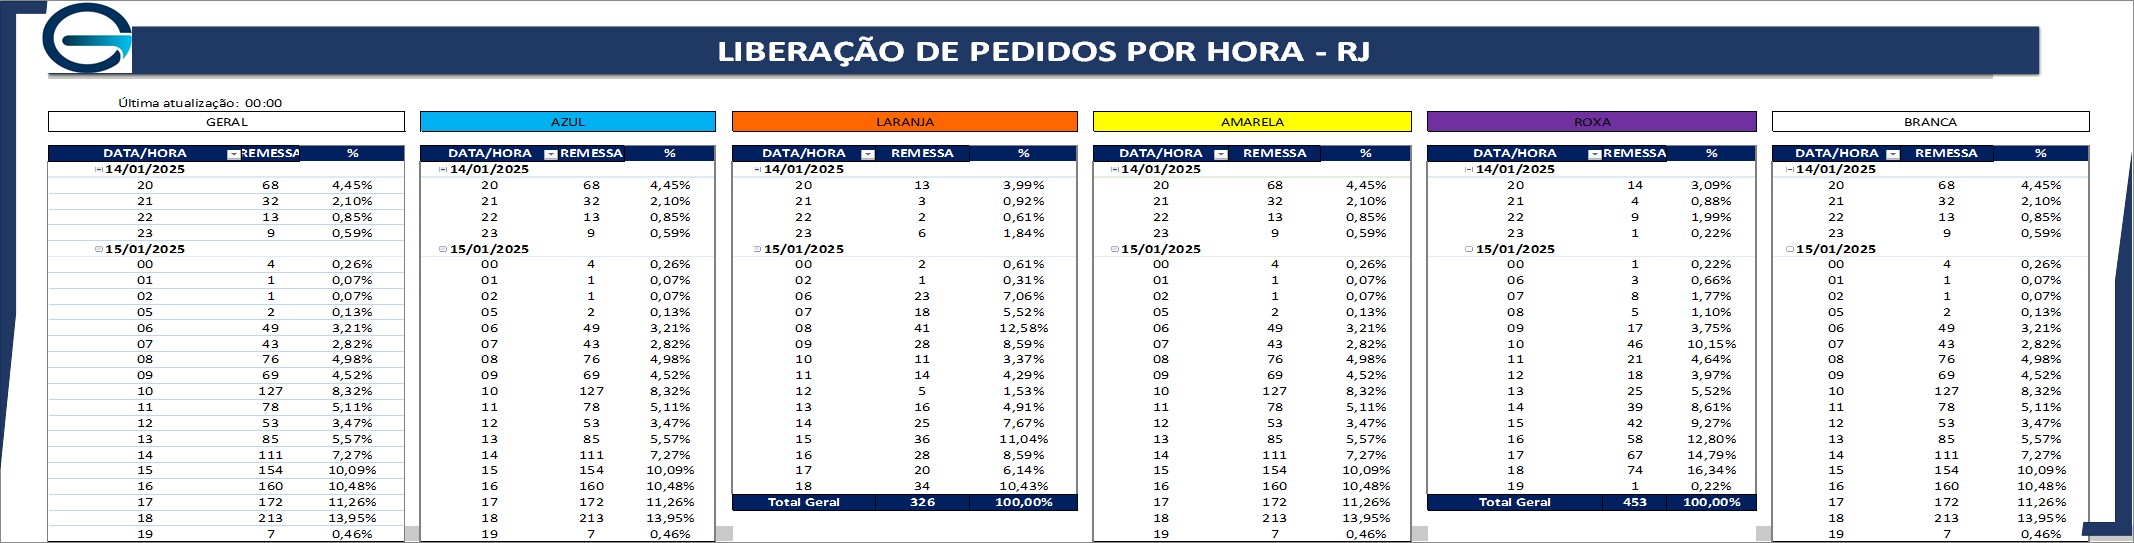 LIBERAÇÃO DE PEDIDOS POR HORA - RJ
Última atualização: 00:00
GERAL AZUL LARANJA AMARELA ROXA BRANCA
DATA/HORA REMESSA % DATA/HORA REMESSA % DATA/HORA REMESSA % DATA/HORA REMESSA % DATA/HORA REMESSA % DATA/HORA REMESSA %
14/01/2025 14/01/2025 14/01/2025 14/01/2025 14/01/2025 14/01/2025
20 68 4,45% 20 68 4,45% 20 13 3,99% 20 68 4,45% 20 14 3,09% 20 68 4,45%
21 32 2,10% 21 32 2,10% 21 3 0,92% 21 32 2,10% 21 4 0,88% 21 32 2,10%
22 13 0,85% 22 13 0,85% 22 2 0,61% 22 13 0,85% 22 9 1,99% 22 13 0,85%
23 9 0,59% 23 9 0,59% 23 6 1,84% 23 9 0,59% 23 1 0,22% 23 9 0,59%
15/01/2025 15/01/2025 15/01/2025 15/01/2025 15/01/2025 15/01/2025
00 4 0,26% 00 4 0,26% 00 2 0,61% 00 4 0,26% 00 1 0,22% 00 4 0,26%
01 1 0,07% 01 1 0,07% 02 1 0,31% 01 1 0,07% 06 3 0,66% 01 1 0,07%
02 1 0,07% 02 1 0,07% 06 23 7,06% 02 1 0,07% 07 8 1,77% 02 1 0,07%
05 2 0,13% 05 2 0,13% 07 18 5,52% 05 2 0,13% 08 5 1,10% 05 2 0,13%
06 49 3,21% 06 49 3,21% 08 41 12,58% 06 49 3,21% 09 17 3,75% 06 49 3,21%
07 43 2,82% 07 43 2,82% 09 28 8,59% 07 43 2,82% 10 46 10,15% 07 43 2,82%
08 76 4,98% 08 76 4,98% 10 11 3,37% 08 76 4,98% 11 21 4,64% 08 76 4,98%
09 69 4,52% 09 69 4,52% 11 14 4,29% 09 69 4,52% 12 18 3,97% 09 69 4,52%
10 127 8,32% 10 127 8,32% 12 5 1,53% 10 127 8,32% 13 25 5,52% 10 127 8,32%
11 78 5,11% 11 78 5,11% 13 16 4,91% 11 78 5,11% 14 39 8,61% 11 78 5,11%
12 53 3,47% 12 53 3,47% 14 25 7,67% 12 53 3,47% 15 42 9,27% 12 53 3,47%
13 85 5,57% 13 85 5,57% 15 36 11,04% 13 85 5,57% 16 58 12,80% 13 85 5,57%
14 111 7,27% 14 111 7,27% 16 28 8,59% 14 111 7,27% 17 67 14,79% 14 111 7,27%
15 154 10,09% 15 154 10,09% 17 20 6,14% 15 154 10,09% 18 74 16,34% 15 154 10,09%
16 160 10,48% 16 160 10,48% 18 34 10,43% 16 160 10,48% 19 1 0,22% 16 160 10,48%
17 172 11,26% 17 172 11,26% Total Geral 326 100,00% 17 172 11,26% Total Geral 453 100,00% 17 172 11,26%
18 213 13,95% 18 213 13,95% 18 213 13,95% 18 213 13,95%
19 7 0,46% 19 7 0,46% 19 7 0,46% 19 7 0,46%